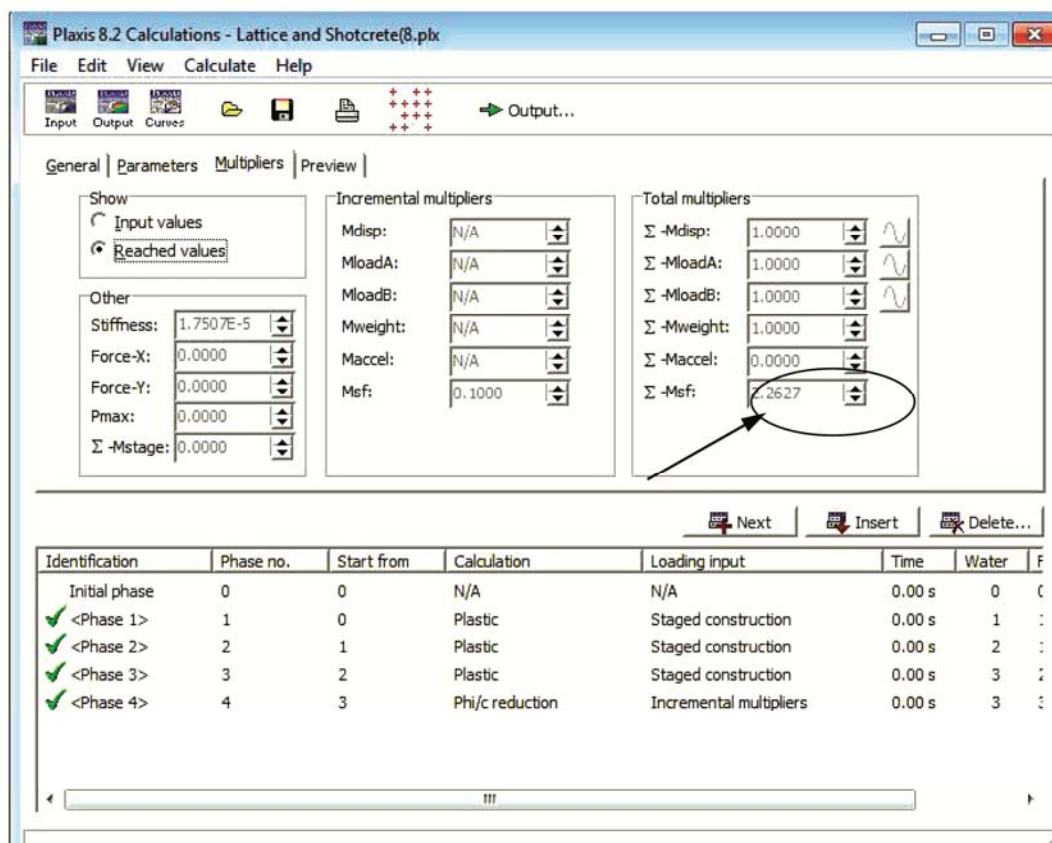 Plaxis 8.2 Calculations - Lattice and Shotcrete(8.plx
File Edit View Calculate Help
Input Output Curves Output...
General Parameters Multipliers Preview
Show
Input values
Reached values
Other
Stiffness: 1.7507E-5
Force-X: 0.0000
Force-Y: 0.0000
Pmax: 0.0000
Σ -Mstage: 0.0000
Incremental multipliers
Mdisp: N/A
MloadA: N/A
MloadB: N/A
Mweight: N/A
Maccel: N/A
Msf: 0.1000
Total multipliers
Σ -Mdisp: 1.0000
Σ -MloadA: 1.0000
Σ -MloadB: 1.0000
Σ -Mweight: 1.0000
Σ -Maccel: 0.0000
Σ -Msf: 2.2627
Next Insert Delete...
Identification Phase no. Start from Calculation Loading input Time Water F
Initial phase 0 0 N/A N/A 0.00 s 0
<Phase 1> 1 0 Plastic Staged construction 0.00 s 1
<Phase 2> 2 1 Plastic Staged construction 0.00 s 2
<Phase 3> 3 2 Plastic Staged construction 0.00 s 3
<Phase 4> 4 3 Phi/c reduction Incremental multipliers 0.00 s 3